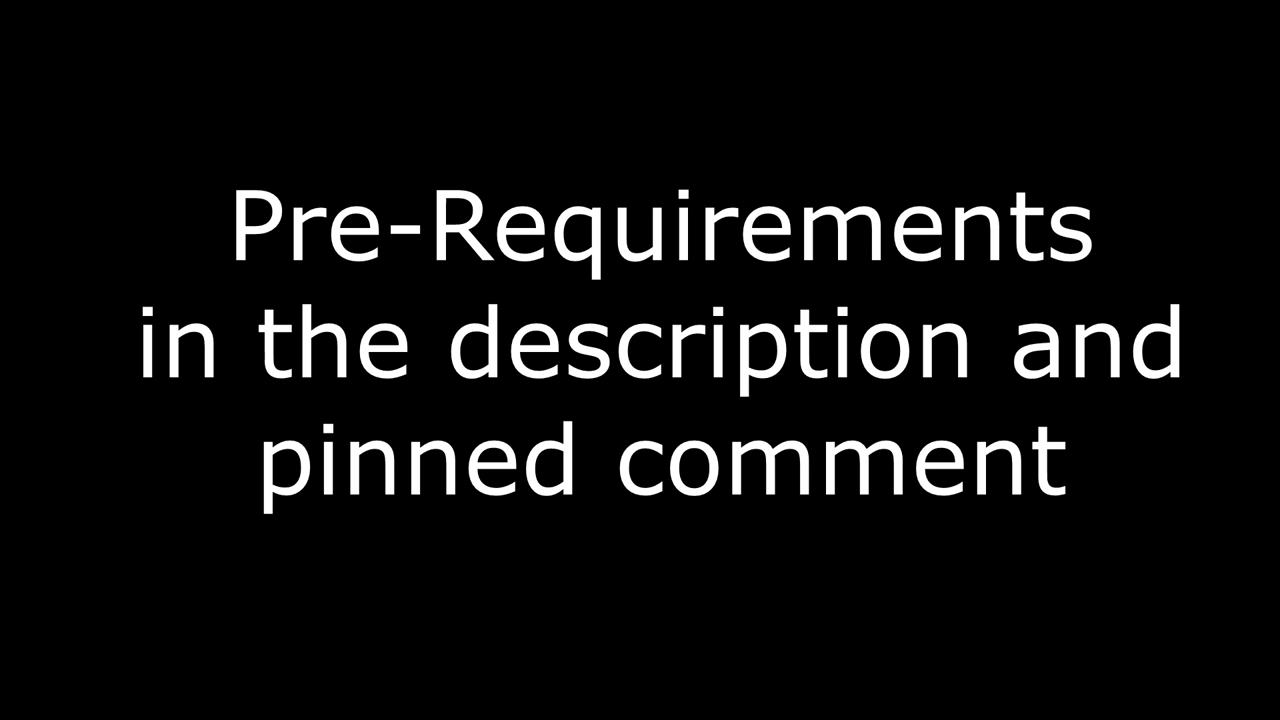 Pre-Requirements
in the description and
pinned comment